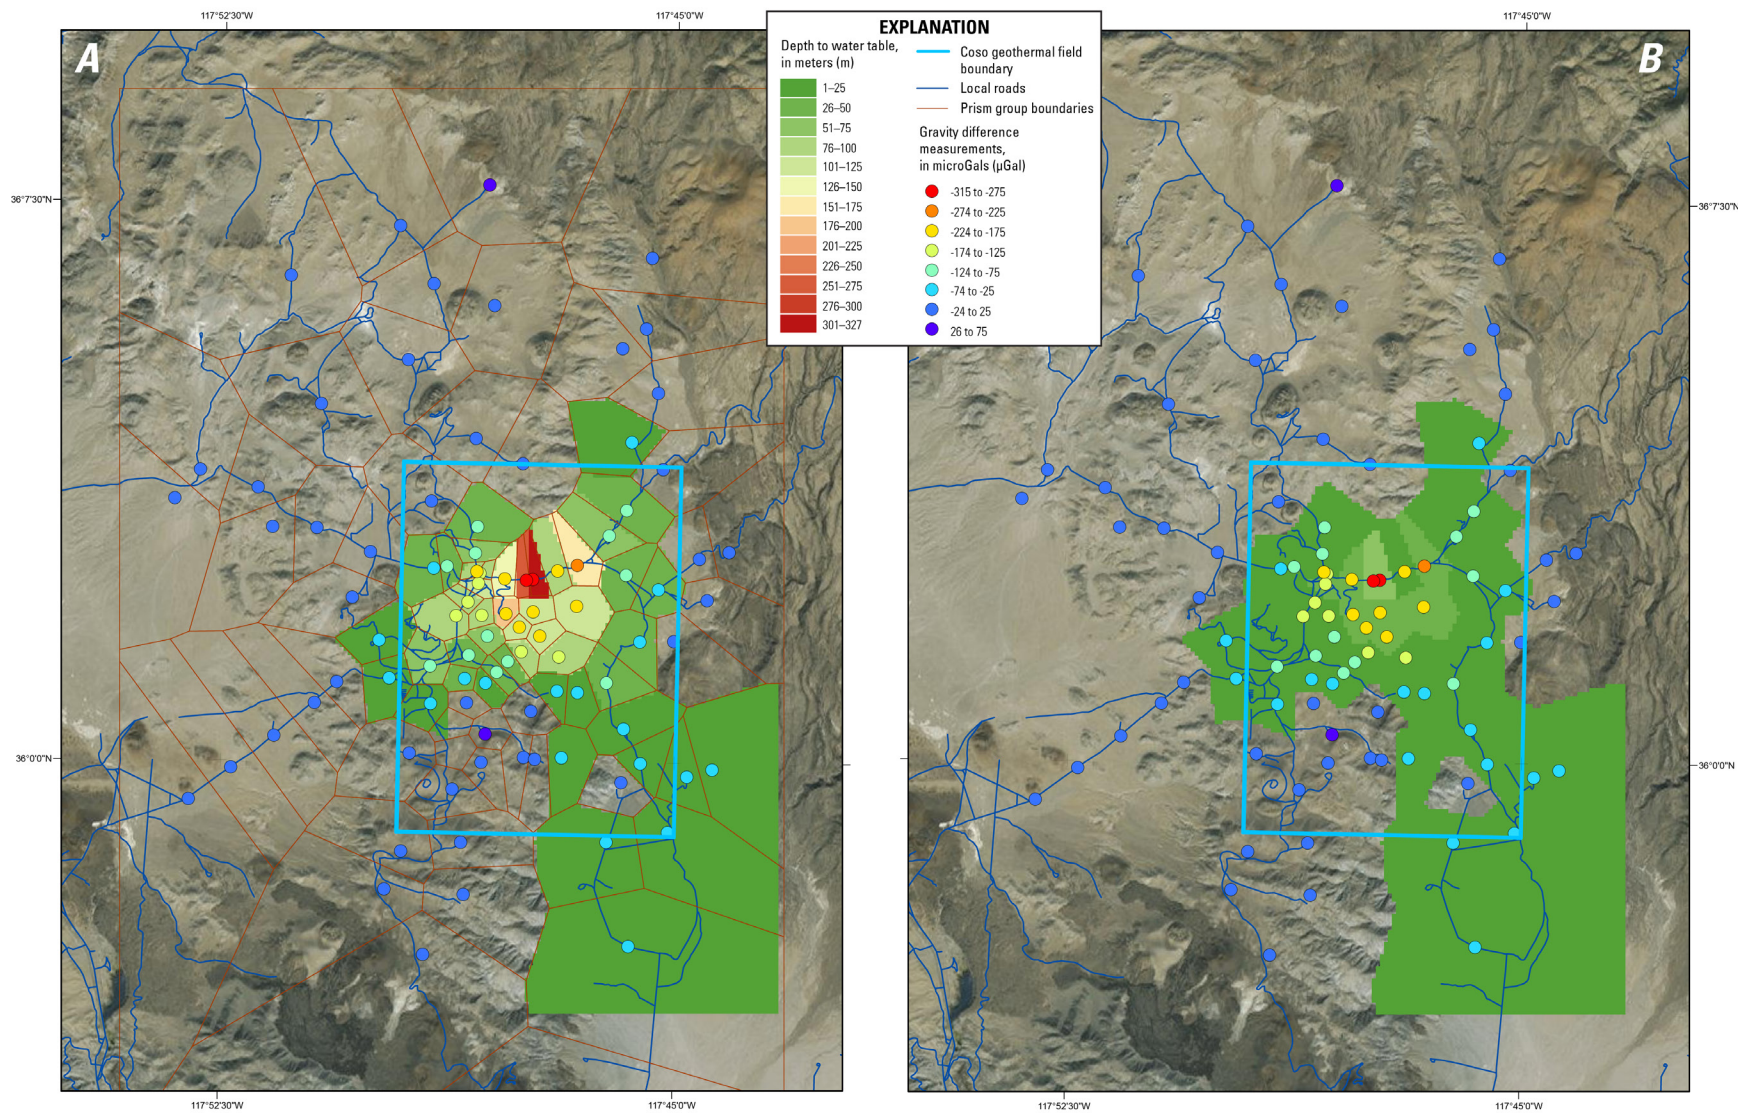 117°52'30"W
117°45'0"W
117°45'0"W
A
B
EXPLANATION
Depth to water table,
in meters (m)
1–25
26–50
51–75
76–100
101–125
126–150
151–175
176–200
201–225
226–250
251–275
276–300
301–327
Coso geothermal field
boundary
Local roads
Prism group boundaries
Gravity difference
measurements,
in microGals (µGal)
-315 to -275
-274 to -225
-224 to -175
-174 to -125
-124 to -75
-74 to -25
-24 to 25
26 to 75
36°7'30"N
36°7'30"N
36°0'0"N
36°0'0"N
117°52'30"W
117°45'0"W
117°52'30"W
117°45'0"W